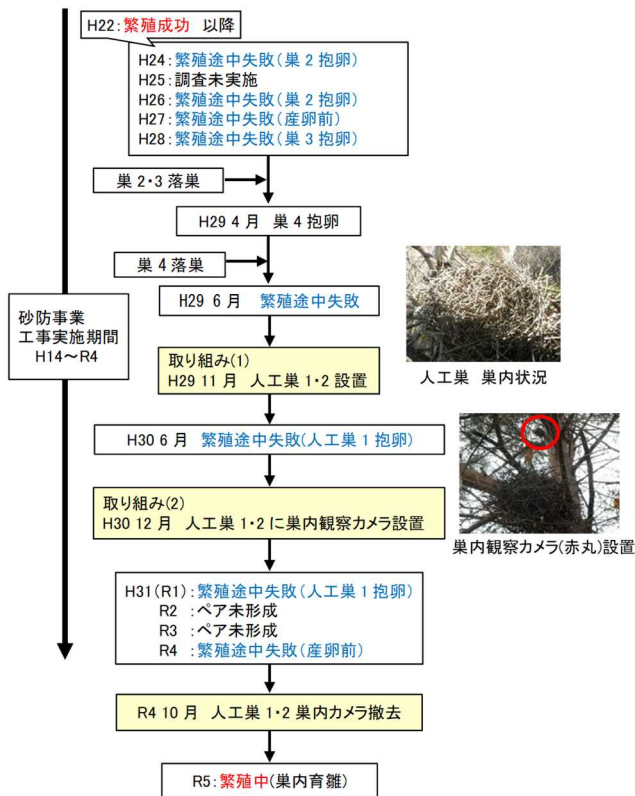 H22:繁殖成功 以降
H24:繁殖途中失敗(巣2抱卵)
H25:調査未実施
H26:繁殖途中失敗(巣2抱卵)
H27:繁殖途中失敗(産卵前)
H28:繁殖途中失敗(巣3抱卵)
巣2・3落巣
H29 4月 巣4抱卵
巣4落巣
H29 6月 繁殖途中失敗
砂防事業
工事実施期間
H14~R4
取り組み(1)
H29 11月 人工巣1・2設置
人工巣 巣内状況
H30 6月 繁殖途中失敗(人工巣1抱卵)
取り組み(2)
H30 12月 人工巣1・2に巣内観察カメラ設置
巣内観察カメラ(赤丸)設置
H31(R1):繁殖途中失敗(人工巣1抱卵)
R2 :ペア未形成
R3 :ペア未形成
R4 :繁殖途中失敗(産卵前)
R4 10月 人工巣1・2巣内カメラ撤去
R5:繁殖中(巣内育雛)